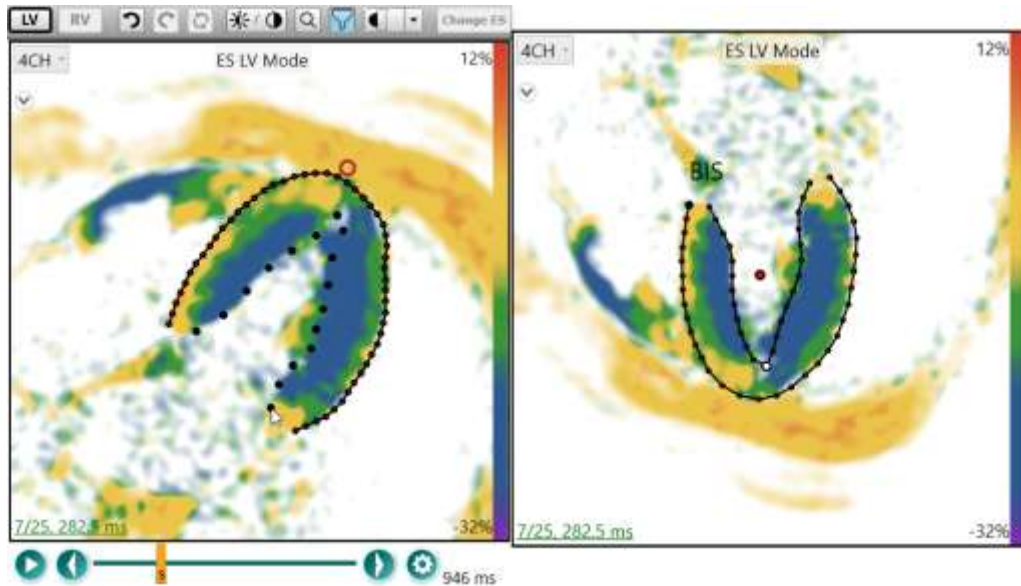 LV RV Change ES
4CH ES LV Mode 12%
7/25, 282.5 ms -32%
S 946 ms
4CH ES LV Mode 12%
BIS
7/25, 282.5 ms -32%